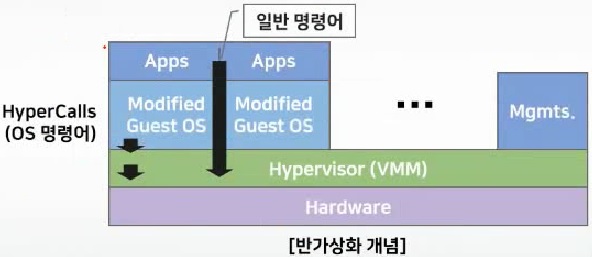 일반 명령어
Apps
Apps
HyperCalls
(OS 명령어)
Modified
Guest OS
Modified
Guest OS
...
Mgmts.
Hypervisor (VMM)
Hardware
[반가상화 개념]